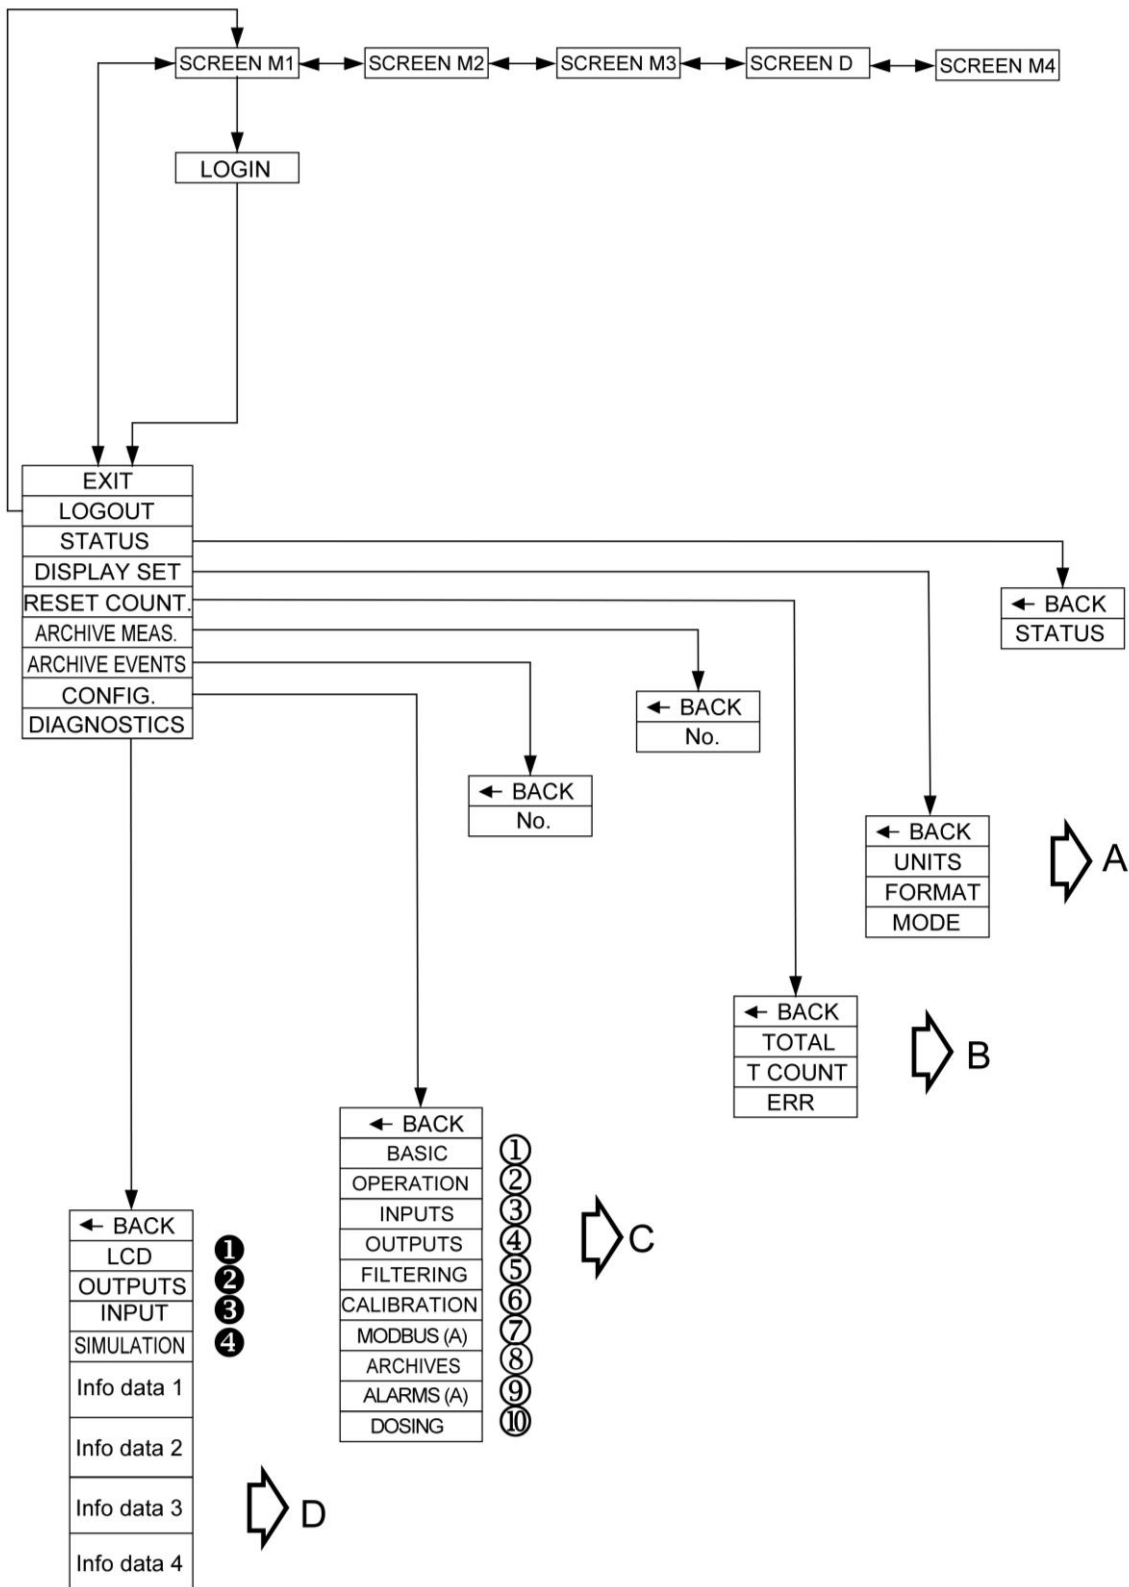 SCREEN M1
SCREEN M2
SCREEN M3
SCREEN D
SCREEN M4
LOGIN
EXIT
LOGOUT
STATUS
DISPLAY SET
RESET COUNT.
ARCHIVE MEAS.
ARCHIVE EVENTS
CONFIG.
DIAGNOSTICS
← BACK
STATUS
← BACK
No.
← BACK
No.
← BACK
UNITS
FORMAT
MODE
A
← BACK
TOTAL
T COUNT
ERR
B
← BACK
BASIC ①
OPERATION ②
INPUTS ③
OUTPUTS ④
FILTERING ⑤
CALIBRATION ⑥
MODBUS (A) ⑦
ARCHIVES ⑧
ALARMS (A) ⑨
DOSING ⑩
C
← BACK
LCD ❶
OUTPUTS ❷
INPUT ❸
SIMULATION ❹
Info data 1
Info data 2
Info data 3
Info data 4
D